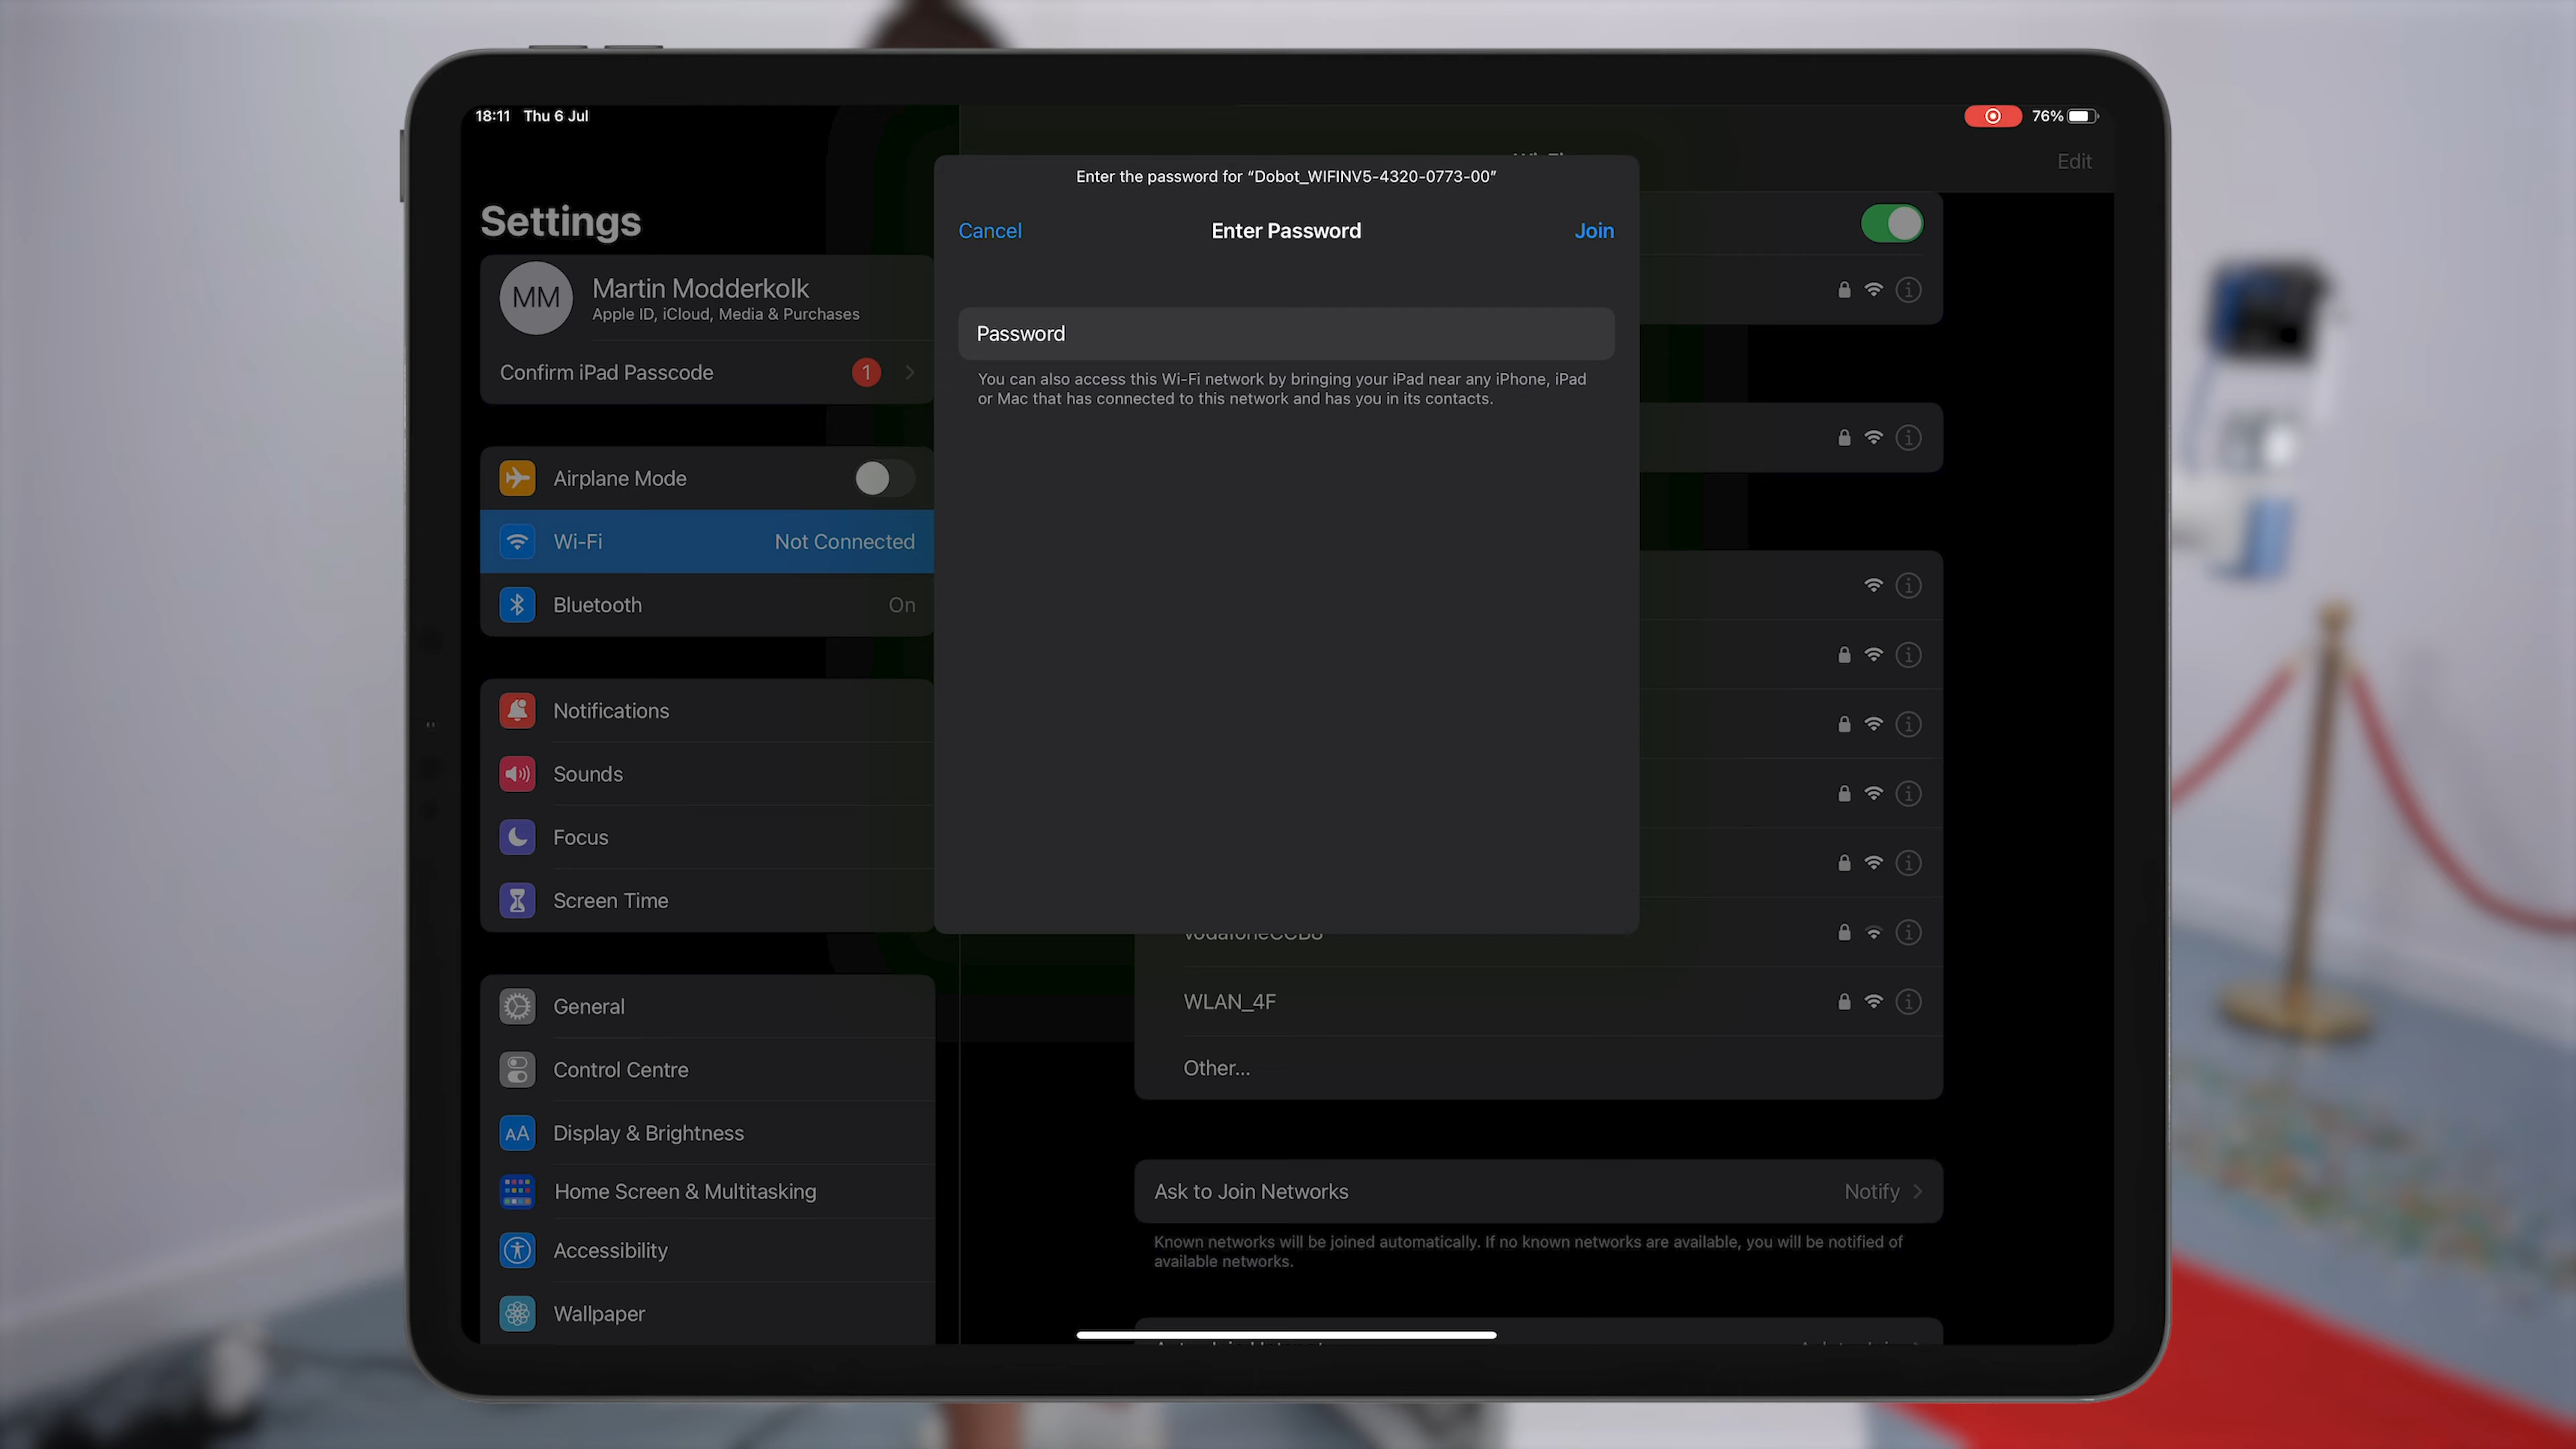 18:11 Thu 6 Jul
76%
Edit
Enter the password for “Dobot_WIFINV5-4320-0773-00”
Cancel
Enter Password
Join
Password
You can also access this Wi-Fi network by bringing your iPad near any iPhone, iPad
or Mac that has connected to this network and has you in its contacts.
Settings
MM
Martin Modderkolk
Apple ID, iCloud, Media & Purchases
Confirm iPad Passcode
1
Airplane Mode
Wi-Fi
Not Connected
Bluetooth
On
Notifications
Sounds
Focus
Screen Time
General
Control Centre
AA
Display & Brightness
Home Screen & Multitasking
Accessibility
Wallpaper
WLAN_4F
Other...
Ask to Join Networks
Notify
Known networks will be joined automatically. If no known networks are available, you will be notified of
available networks.